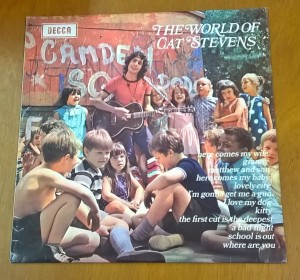 DECCA
THE WORLD OF
CAT STEVENS
CAMDEN
here comes my wife
granny
matthew and son
here comes my baby
lovely city
I'm gonna get me a gun
I love my dog
kitty
the first cut is the deepest
a bad night
school is out
where are you